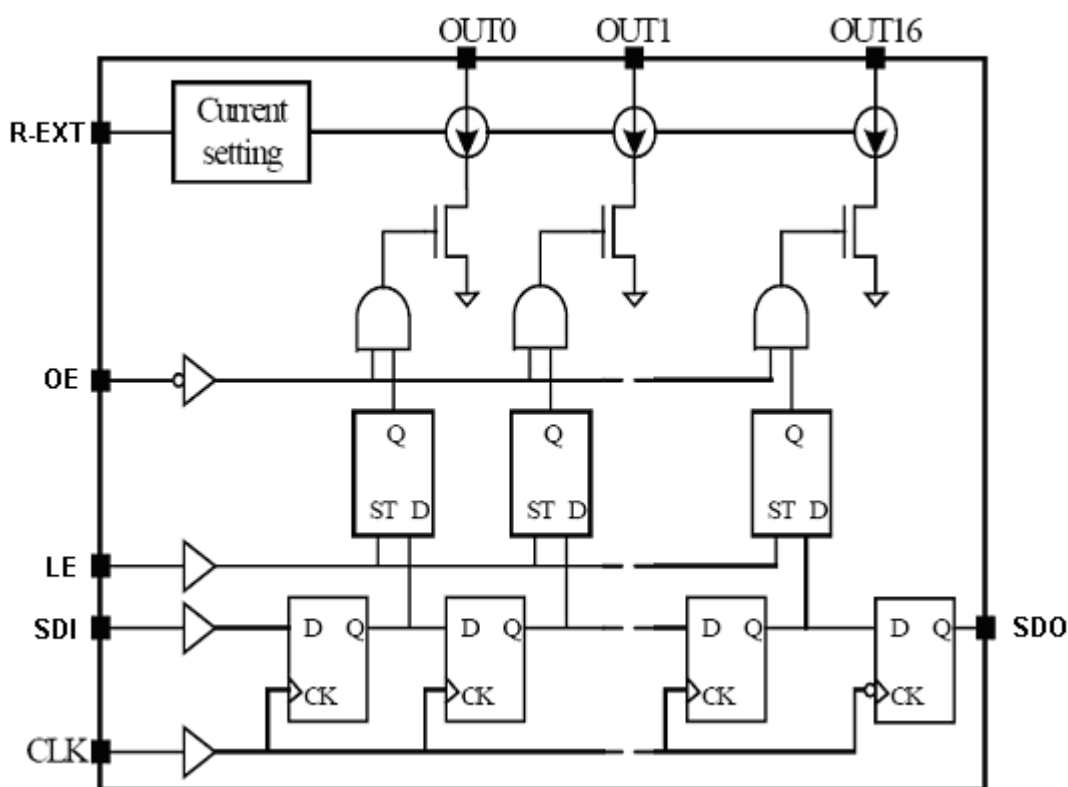 OUT0 OUT1 OUT16
R-EXT
Current
setting
OE
Q Q Q
ST D ST D ST D
LE
SDI
D Q D Q D Q D Q
SDO
CK CK CK CK
CLK